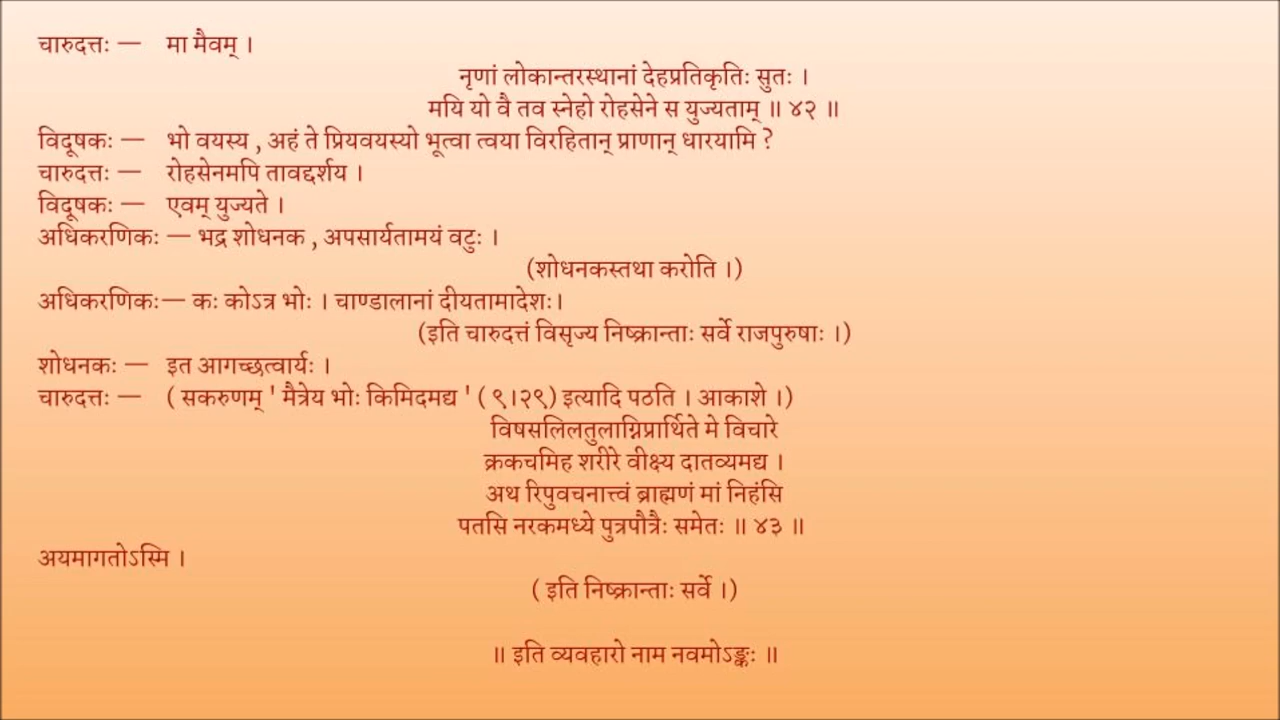 चारुदत्तः — मा मैवम् ।
नृणां लोकान्तरस्थानां देहप्रतिकृतिः सुतः ।
मयि यो वै तव स्नेहो रोहसेने स युज्यताम् ॥ ४२ ॥
विदूषकः — भो वयस्य , अहं ते प्रियवयस्यो भूत्वा त्वया विरहितान् प्राणान् धारयामि ?
चारुदत्तः — रोहसेनमपि तावद्दर्शय ।
विदूषकः — एवम् युज्यते ।
अधिकरणिकः — भद्र शोधनक , अपसार्यतामयं वटुः ।
(शोधनकस्तथा करोति ।)
अधिकरणिकः— कः कोऽत्र भोः । चाण्डालानां दीयतामादेशः।
(इति चारुदत्तं विसृज्य निष्क्रान्ताः सर्वे राजपुरुषाः ।)
शोधनकः — इत आगच्छत्वार्यः ।
चारुदत्तः — ( सकरुणम् ' मैत्रेय भोः किमिदमद्य ' ( ९।२९) इत्यादि पठति । आकाशे ।)
विषसलिलतुलाग्निप्रार्थिते मे विचारे
क्रकचमिह शरीरे वीक्ष्य दातव्यमद्य ।
अथ रिपुवचनात्त्वं ब्राह्मणं मां निहंसि
पतसि नरकमध्ये पुत्रपौत्रैः समेतः ॥ ४३ ॥
अयमागतोऽस्मि ।
( इति निष्क्रान्ताः सर्वे ।)
॥ इति व्यवहारो नाम नवमोऽङ्कः ॥